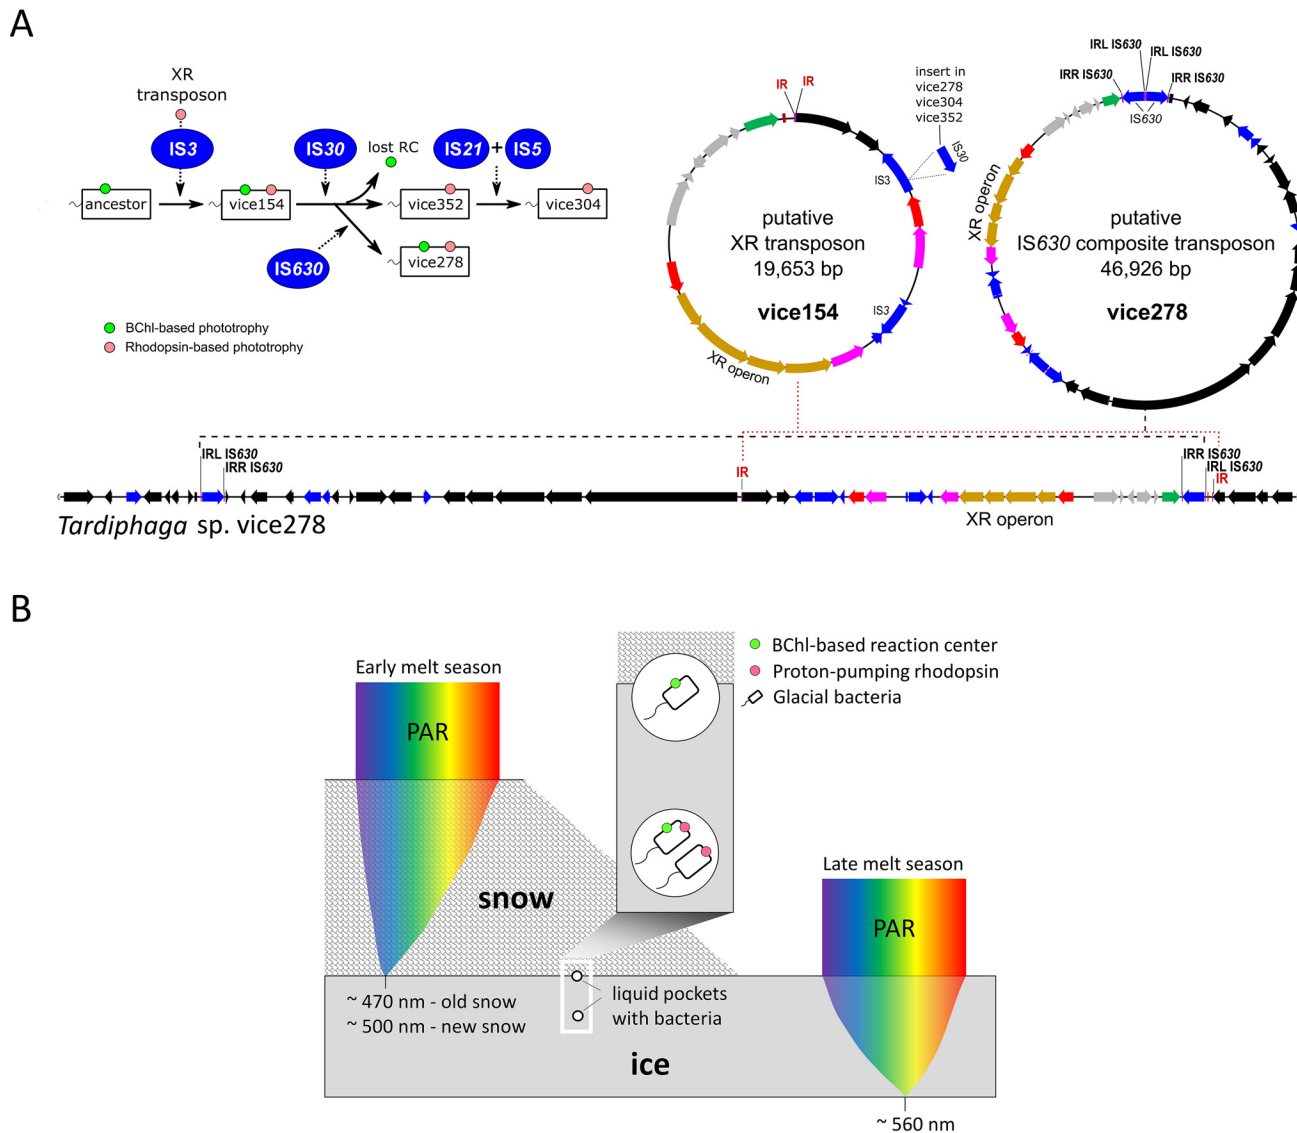 A
XR
transposon
IS3
IS30
lost RC
IS21 + IS5
ancestor
vice154
vice352
vice304
IS630
vice278
BChl-based phototrophy
Rhodopsin-based phototrophy
IR IR
insert in
vice278
vice304
vice352
IS30
IS3
putative
XR transposon
19,653 bp
vice154
IS3
XR operon
IRL IS630
IRL IS630
IRR IS630
IRR IS630
IS630
XR operon
putative
IS630 composite transposon
46,926 bp
vice278
IRL IS630
IRR IS630
IR
IRR IS630
IRL IS630
IR
XR operon
Tardiphaga sp. vice278
B
Early melt season
PAR
BChl-based reaction center
Proton-pumping rhodopsin
Glacial bacteria
snow
Late melt season
PAR
~ 470 nm - old snow
~ 500 nm - new snow
liquid pockets
with bacteria
ice
~ 560 nm